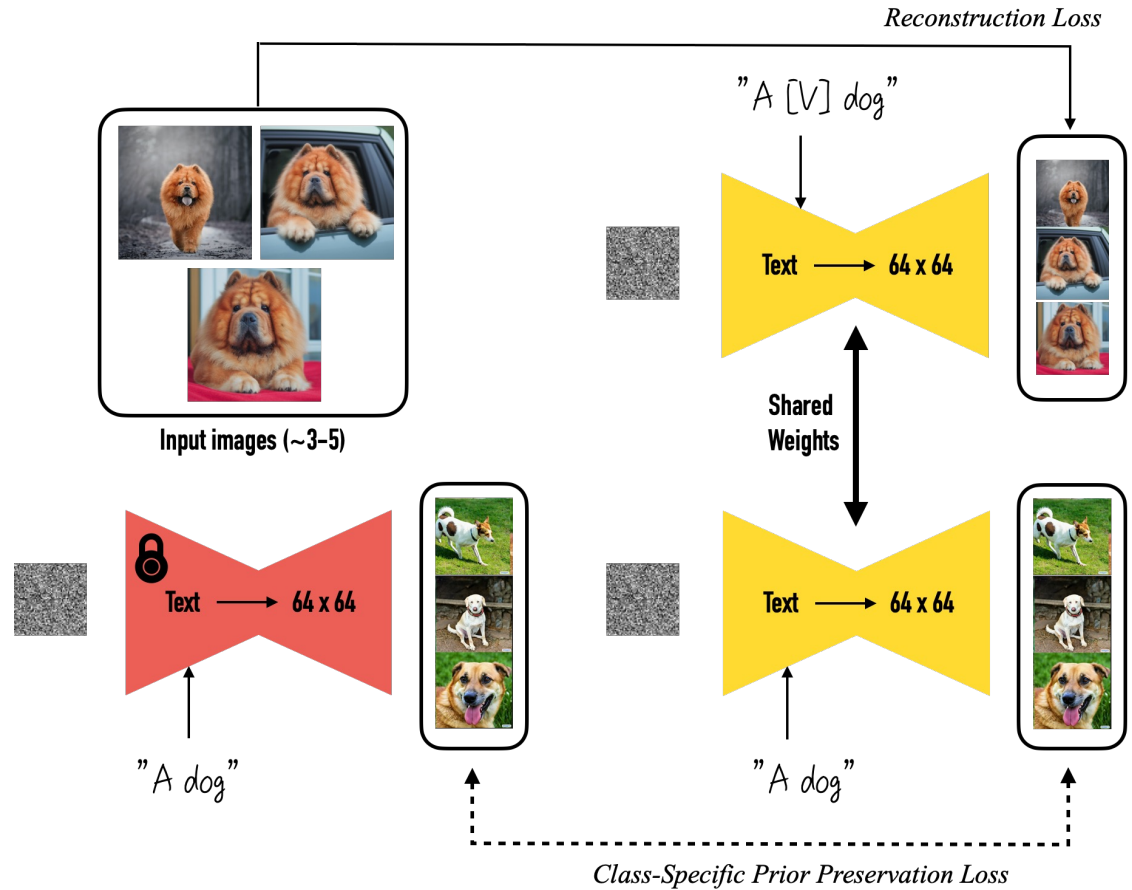 Reconstruction Loss
"A [V] dog"
Text
64 x 64
Input images (~3–5)
Shared
Weights
Text
64 x 64
Text
64 x 64
"A dog"
"A dog"
Class-Specific Prior Preservation Loss